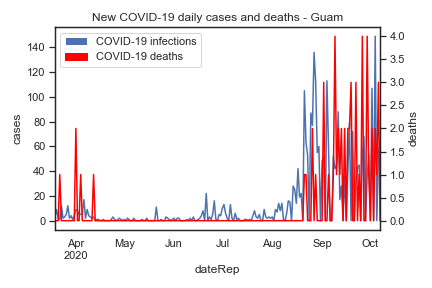 New COVID-19 daily cases and deaths - Guam
COVID-19 infections
COVID-19 deaths
140
120
100
80
60
40
20
0
cases
4.0
3.5
3.0
2.5
2.0
1.5
1.0
0.5
0.0
deaths
Apr May Jun Jul Aug Sep Oct
2020
dateRep